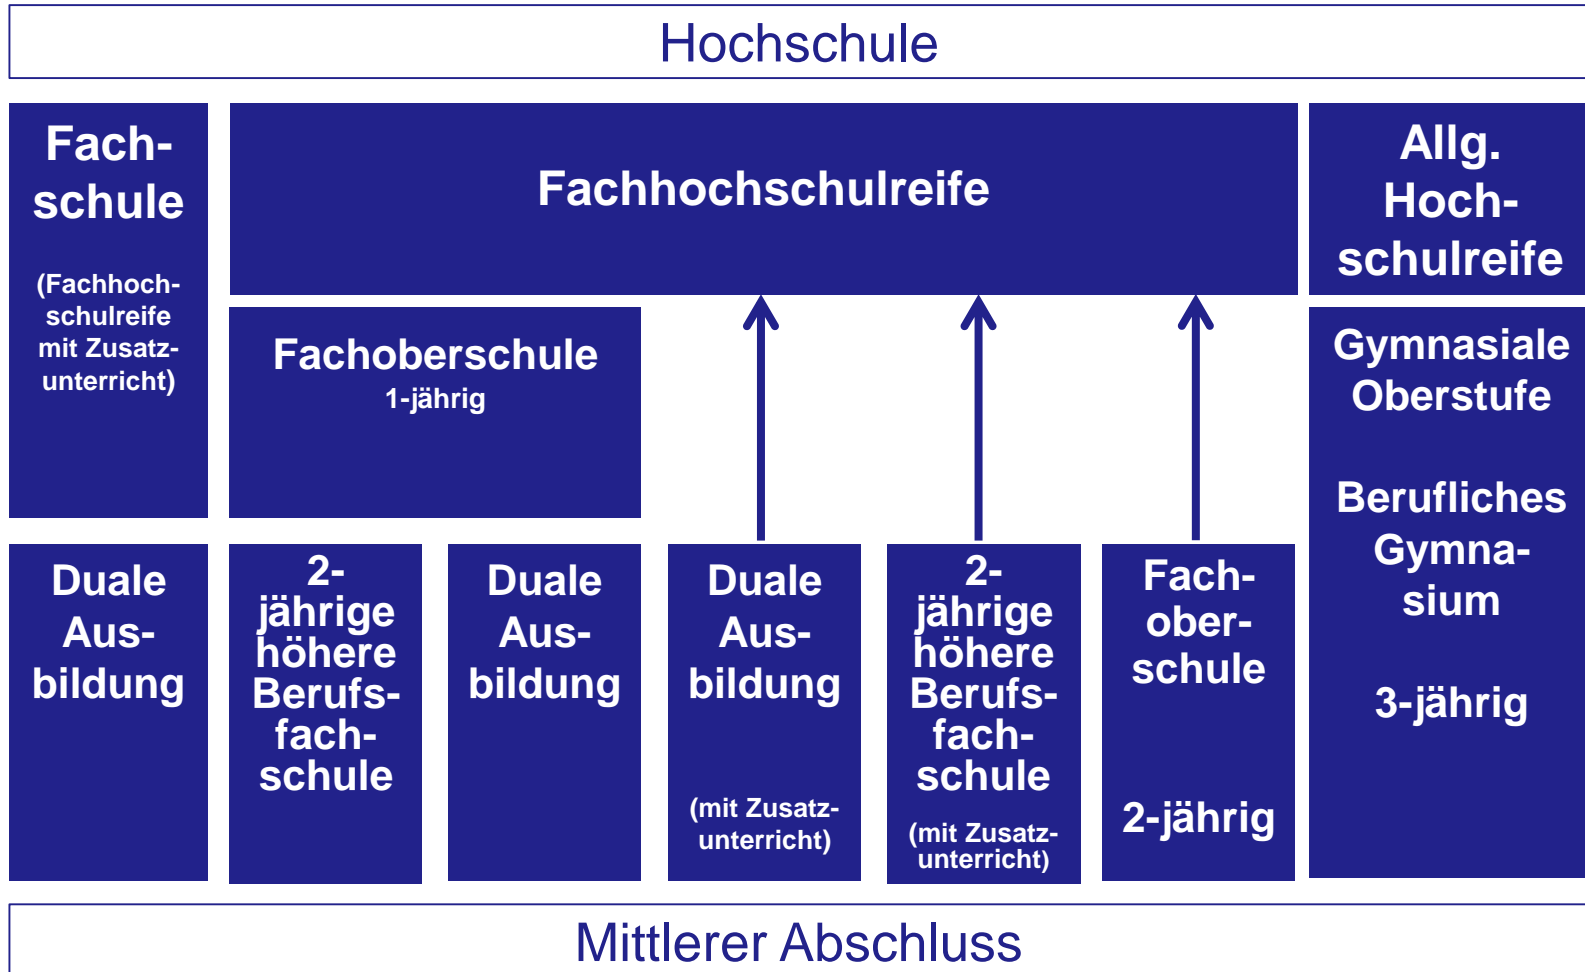 Hochschule
Fach-
schule
(Fachhoch-
schulreife
mit Zusatz-
unterricht)
Fachhochschulreife
Allg.
Hoch-
schulreife
Fachoberschule
1-jährig
Gymnasiale
Oberstufe
Berufliches
Gymna-
sium
3-jährig
Duale
Aus-
bildung
2-
jährige
höhere
Berufs-
fach-
schule
Duale
Aus-
bildung
Duale
Aus-
bildung
(mit Zusatz-
unterricht)
2-
jährige
höhere
Berufs-
fach-
schule
(mit Zusatz-
unterricht)
Fach-
ober-
schule
2-jährig
Mittlerer Abschluss